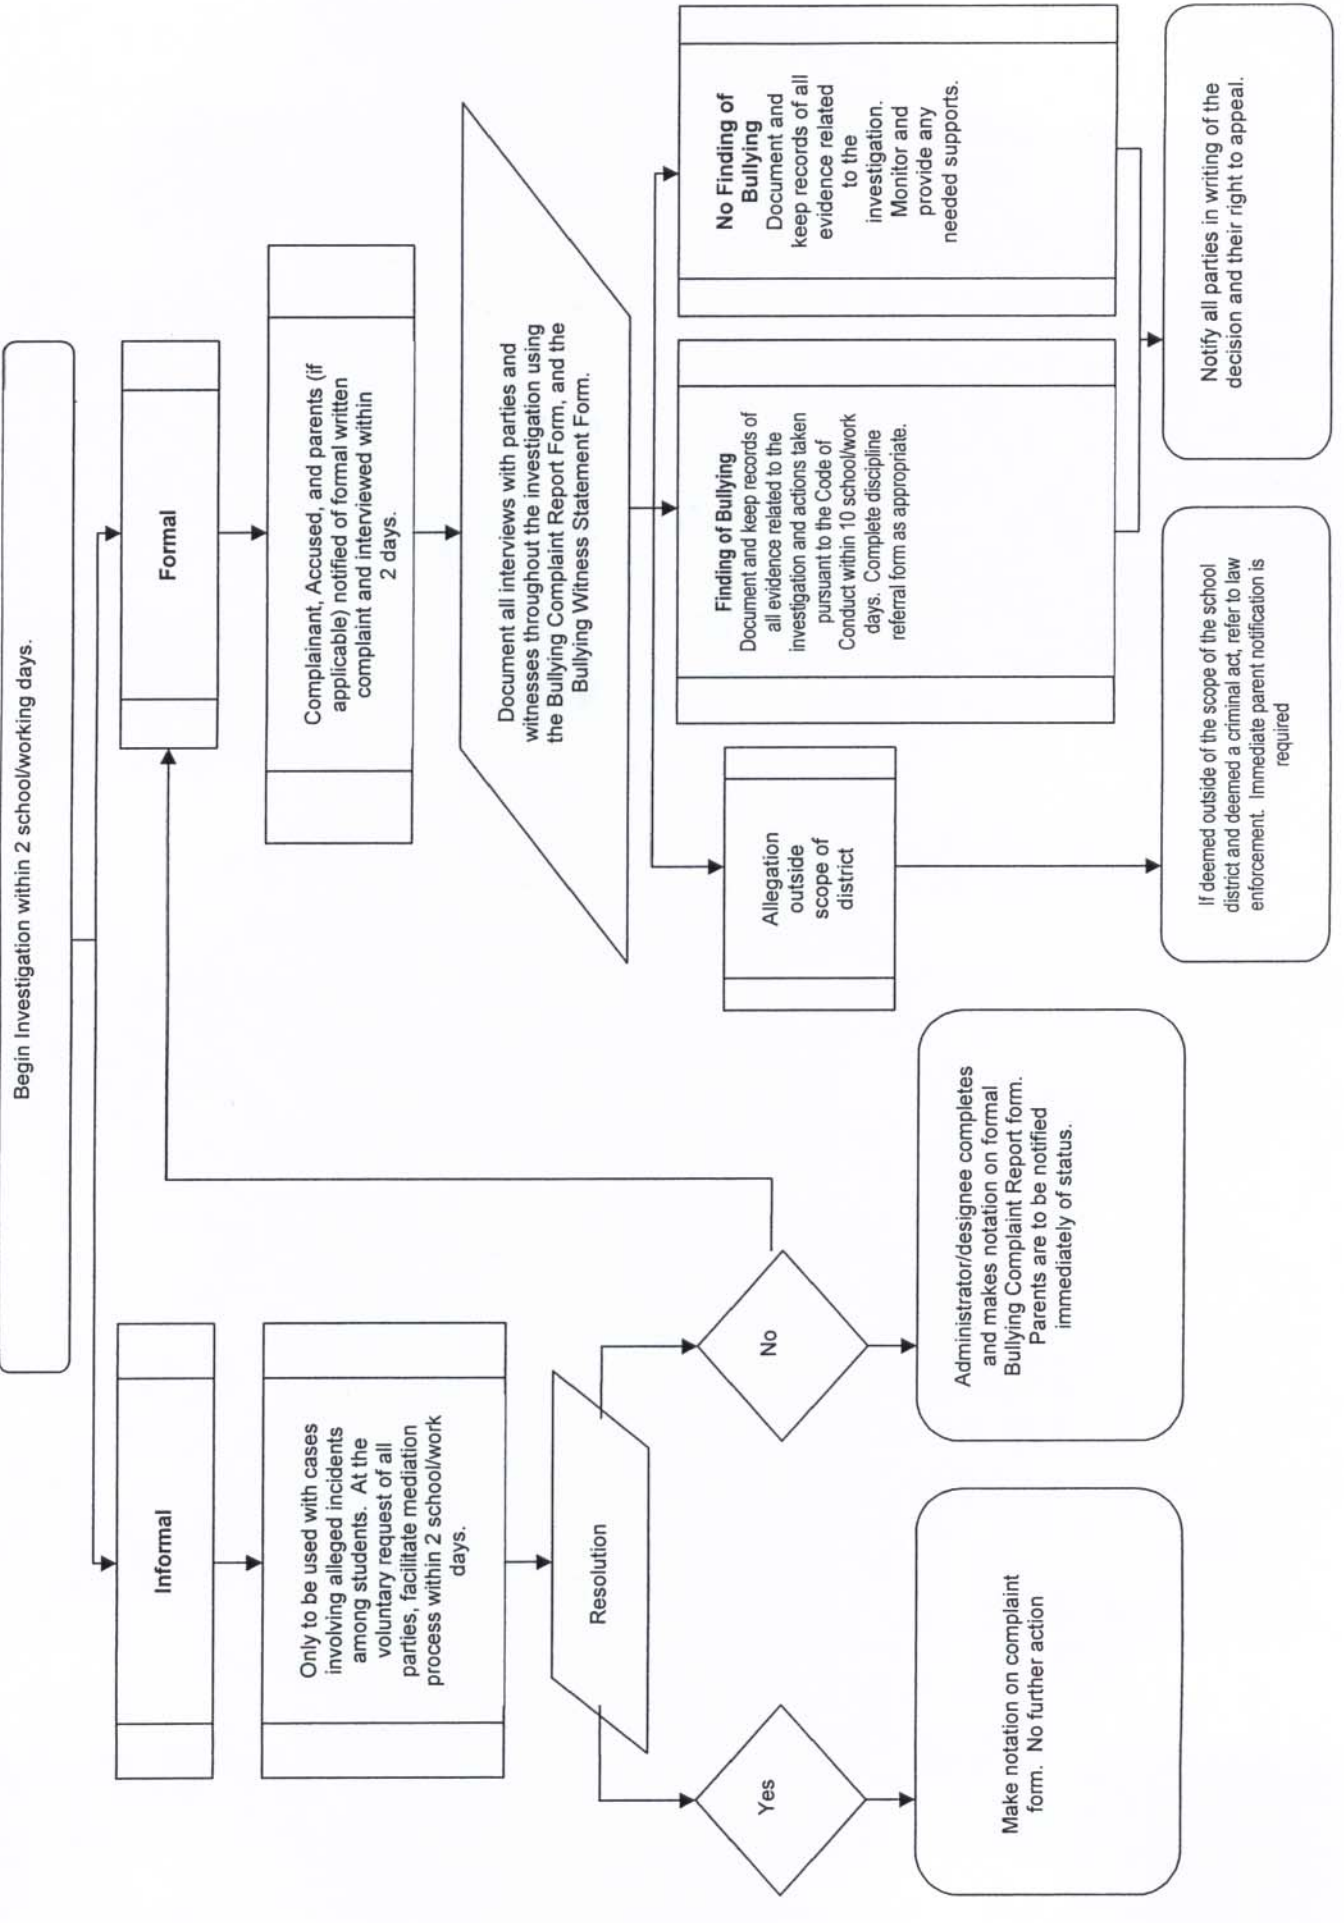 Begin Investigation within 2 school/working days.
Informal
Formal
Only to be used with cases
involving alleged incidents
among students.  At the
voluntary request of all
parties, facilitate mediation
process within 2 school/work
days.
Complainant, Accused, and parents (if
applicable) notified of formal written
complaint and interviewed within
2 days.
Resolution
Document all interviews with parties and
witnesses throughout the investigation using
the Bullying Complaint Report Form, and the
Bullying Witness Statement Form.
Yes
No
Allegation
outside
scope of
district
Finding of Bullying
Document and keep records of
all evidence related to the
investigation and actions taken
pursuant to the Code of
Conduct within 10 school/work
days.  Complete discipline
referral form as appropriate.
No Finding of
Bullying
Document and
keep records of all
evidence related
to the
investigation.
Monitor and
provide any
needed supports.
Make notation on complaint
form.  No further action
Administrator/designee completes
and makes notation on formal
Bullying Complaint Report form.
Parents are to be notified
immediately of status.
If deemed outside of the scope of the school
district and deemed a criminal act, refer to law
enforcement.  Immediate parent notification is
required
Notify all parties in writing of the
decision and their right to appeal.